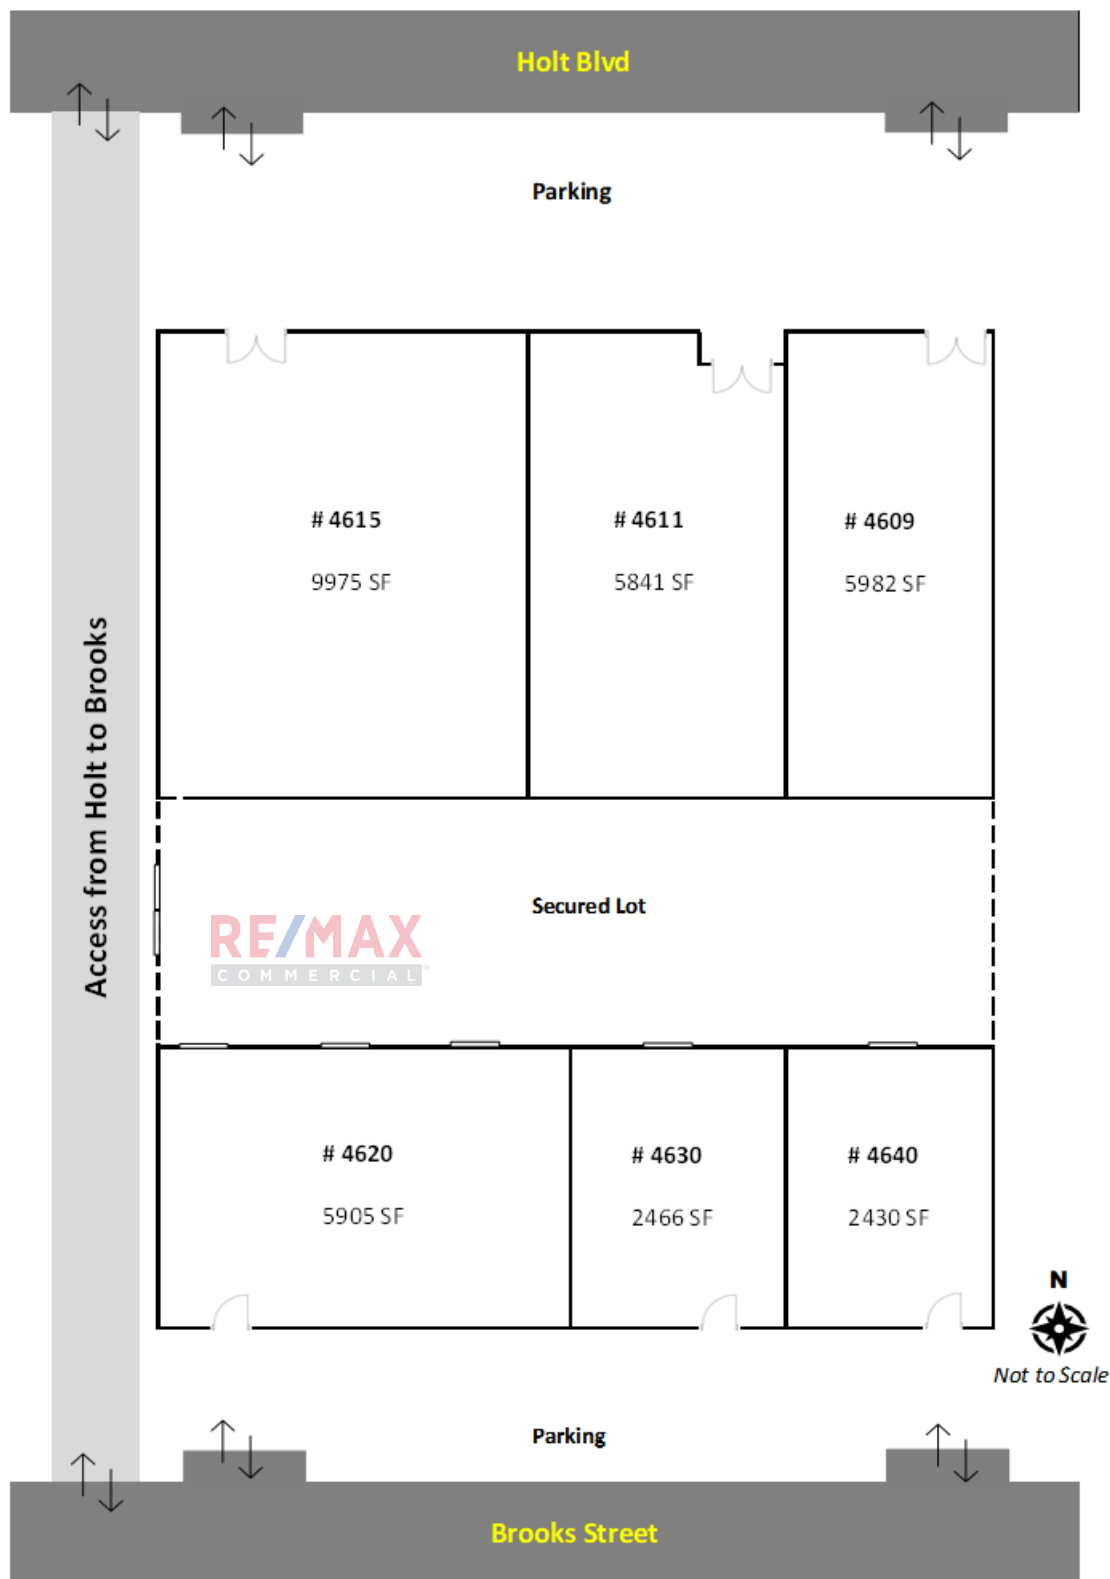 Holt Blvd
Parking
# 4615
9975 SF
# 4611
5841 SF
# 4609
5982 SF
Access from Holt to Brooks
Secured Lot
RE/MAX
COMMERCIAL
# 4620
5905 SF
# 4630
2466 SF
# 4640
2430 SF
N
Not to Scale
Parking
Brooks Street